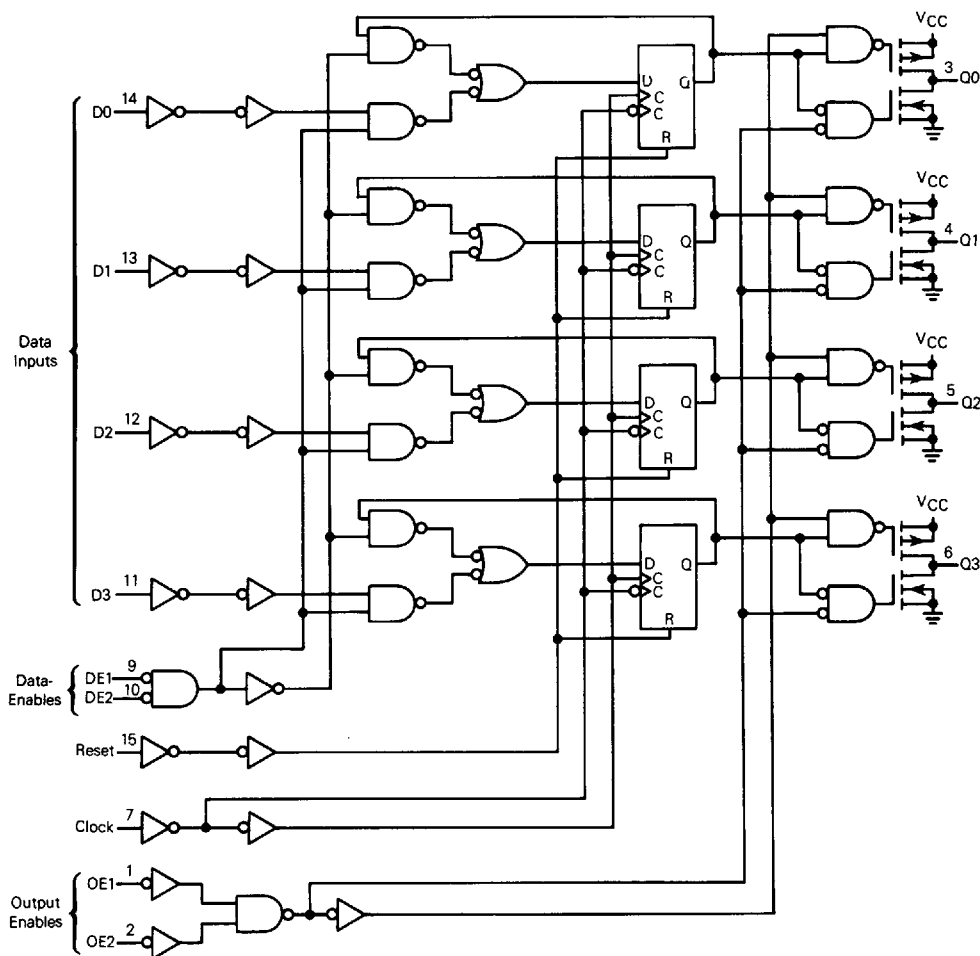 VCC
3 Q0
D0 14
D C C Q R
VCC
4 Q1
D1 13
D C C Q R
Data
Inputs
VCC
5 Q2
D2 12
D C C Q R
VCC
6 Q3
D3 11
D C C Q R
Data-
Enables
DE1 9
DE2 10
Reset 15
Clock 7
Output
Enables
OE1 1
OE2 2